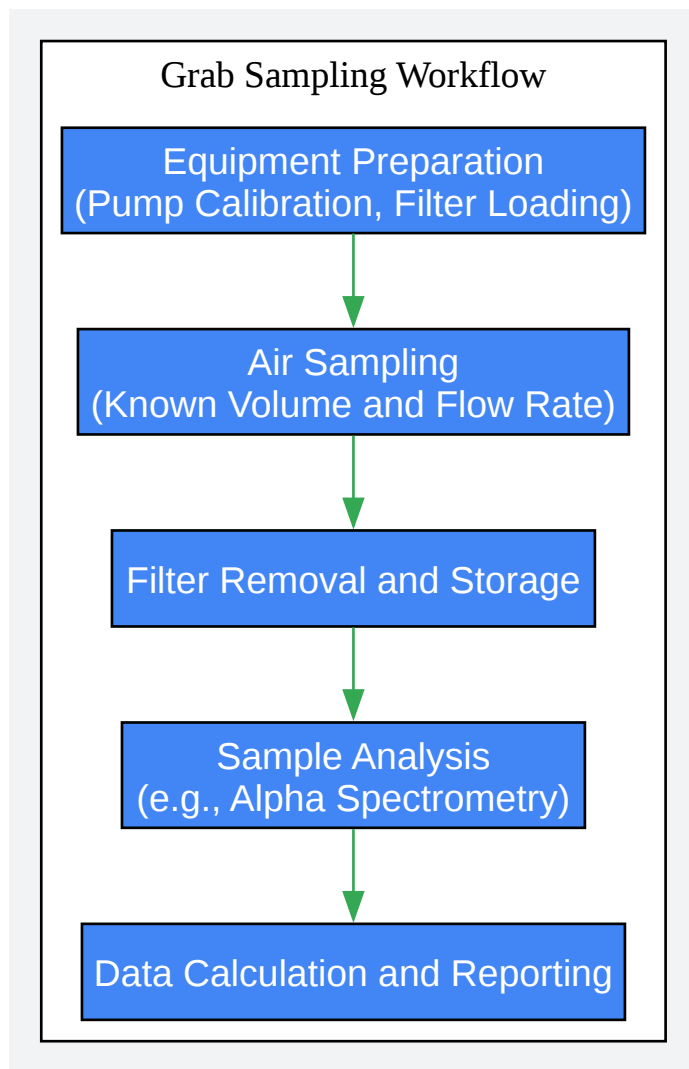 Grab Sampling Workflow
Equipment Preparation
(Pump Calibration, Filter Loading)
Air Sampling
(Known Volume and Flow Rate)
Filter Removal and Storage
Sample Analysis
(e.g., Alpha Spectrometry)
Data Calculation and Reporting